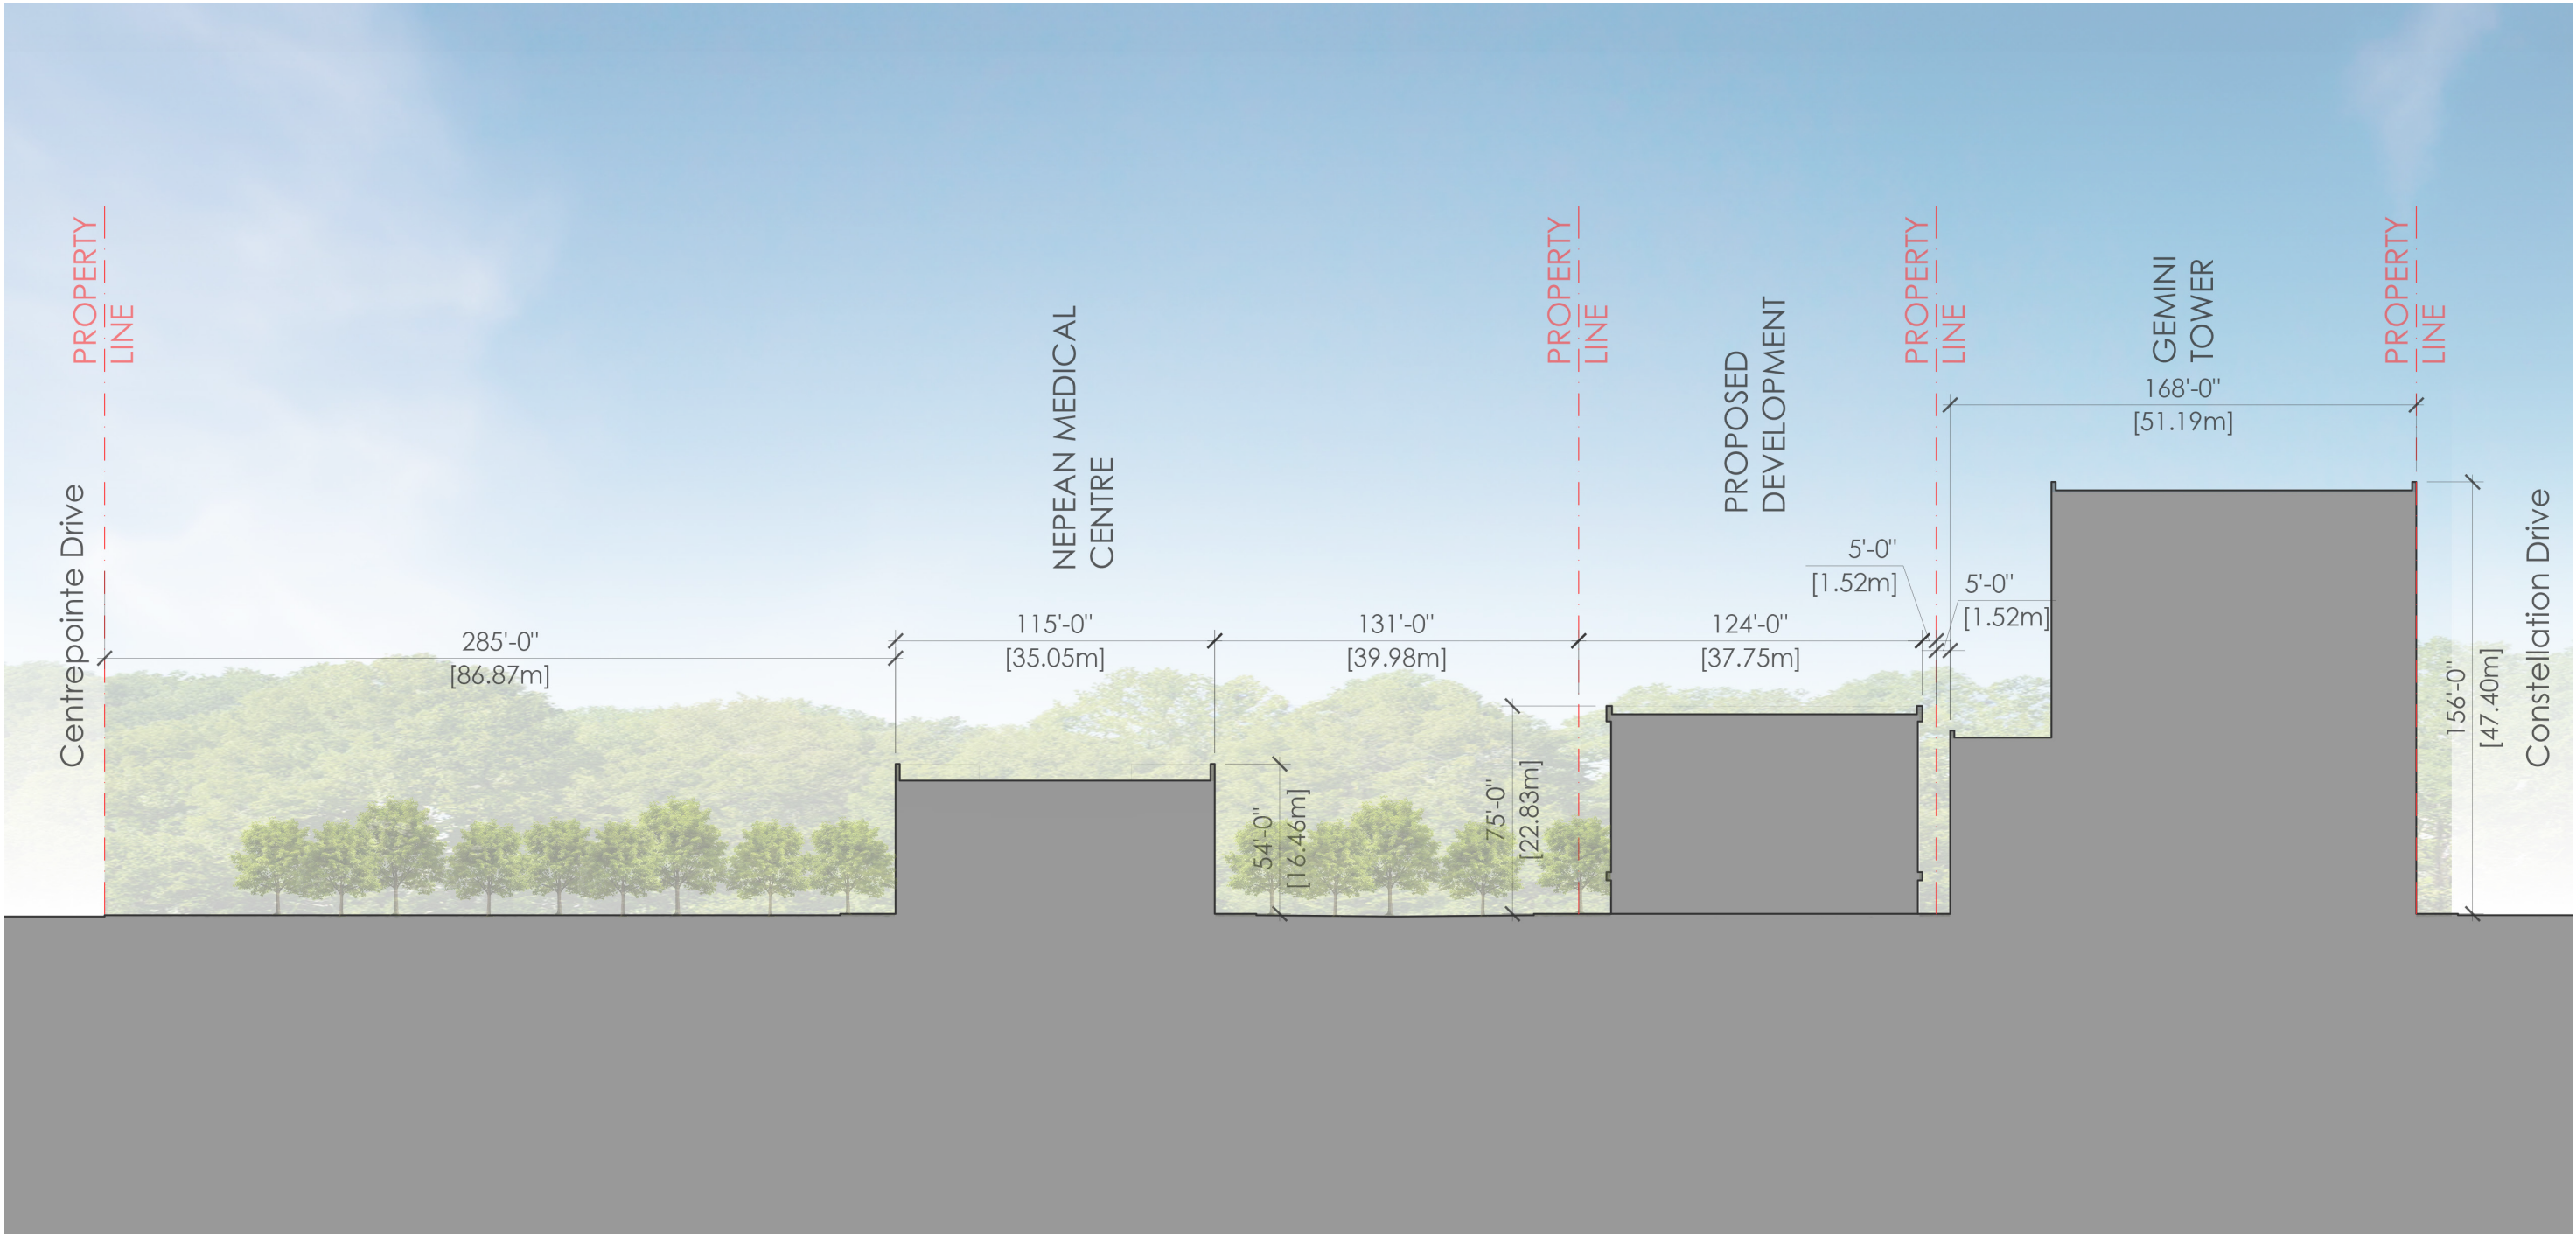 Centrepointe Drive
PROPERTY
LINE
285'-0"
[86.87m]
NEPEAN MEDICAL
CENTRE
115'-0"
[35.05m]
54'-0"
[16.46m]
131'-0"
[39.98m]
75'-0"
[22.83m]
PROPERTY
LINE
PROPOSED
DEVELOPMENT
124'-0"
[37.75m]
5'-0"
[1.52m]
PROPERTY
LINE
5'-0"
[1.52m]
GEMINI
TOWER
168'-0"
[51.19m]
PROPERTY
LINE
156'-0"
[47.40m]
Constellation Drive